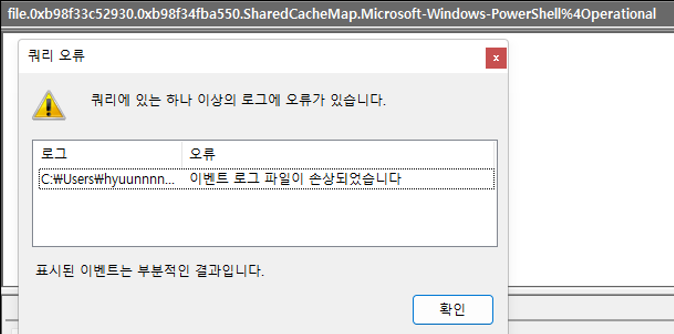 file.0xb98f33c52930.0xb98f34fba550.SharedCacheMap.Microsoft-Windows-PowerShell%4Operational
쿼리 오류
x
쿼리에 있는 하나 이상의 로그에 오류가 있습니다.
로그 오류
C:₩Users₩hyuunnnn... 이벤트 로그 파일이 손상되었습니다
표시된 이벤트는 부분적인 결과입니다.
확인